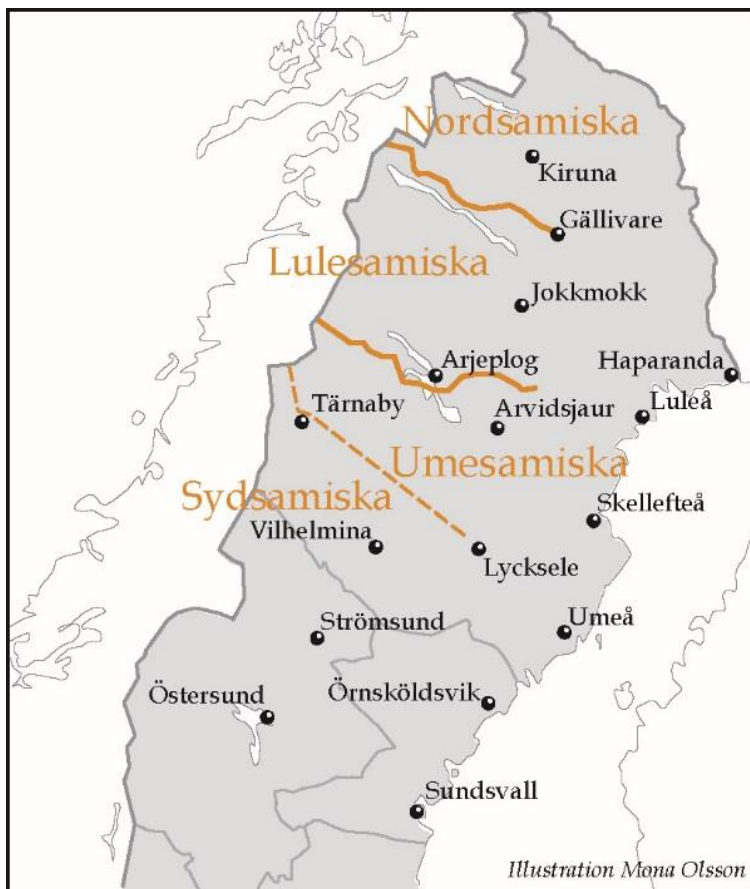 Nordsamiska
Kiruna
Gällivare
Lulesamiska
Jokkmokk
Arjeplog
Haparanda
Tärnaby
Arvidsjaur
Luleå
Umesamiska
Sydsamiska
Skellefteå
Vilhelmina
Lycksele
Strömsund
Umeå
Östersund
Örnsköldsvik
Sundsvall
Illustration Mona Olsson